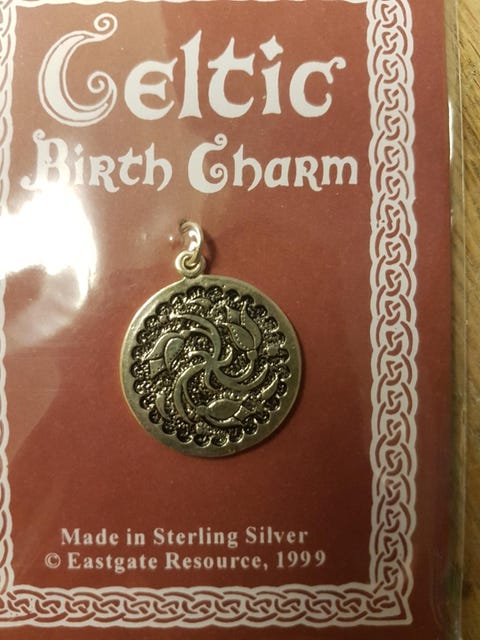 Celtic
Birth Charm
Made in Sterling Silver
© Eastgate Resource, 1999